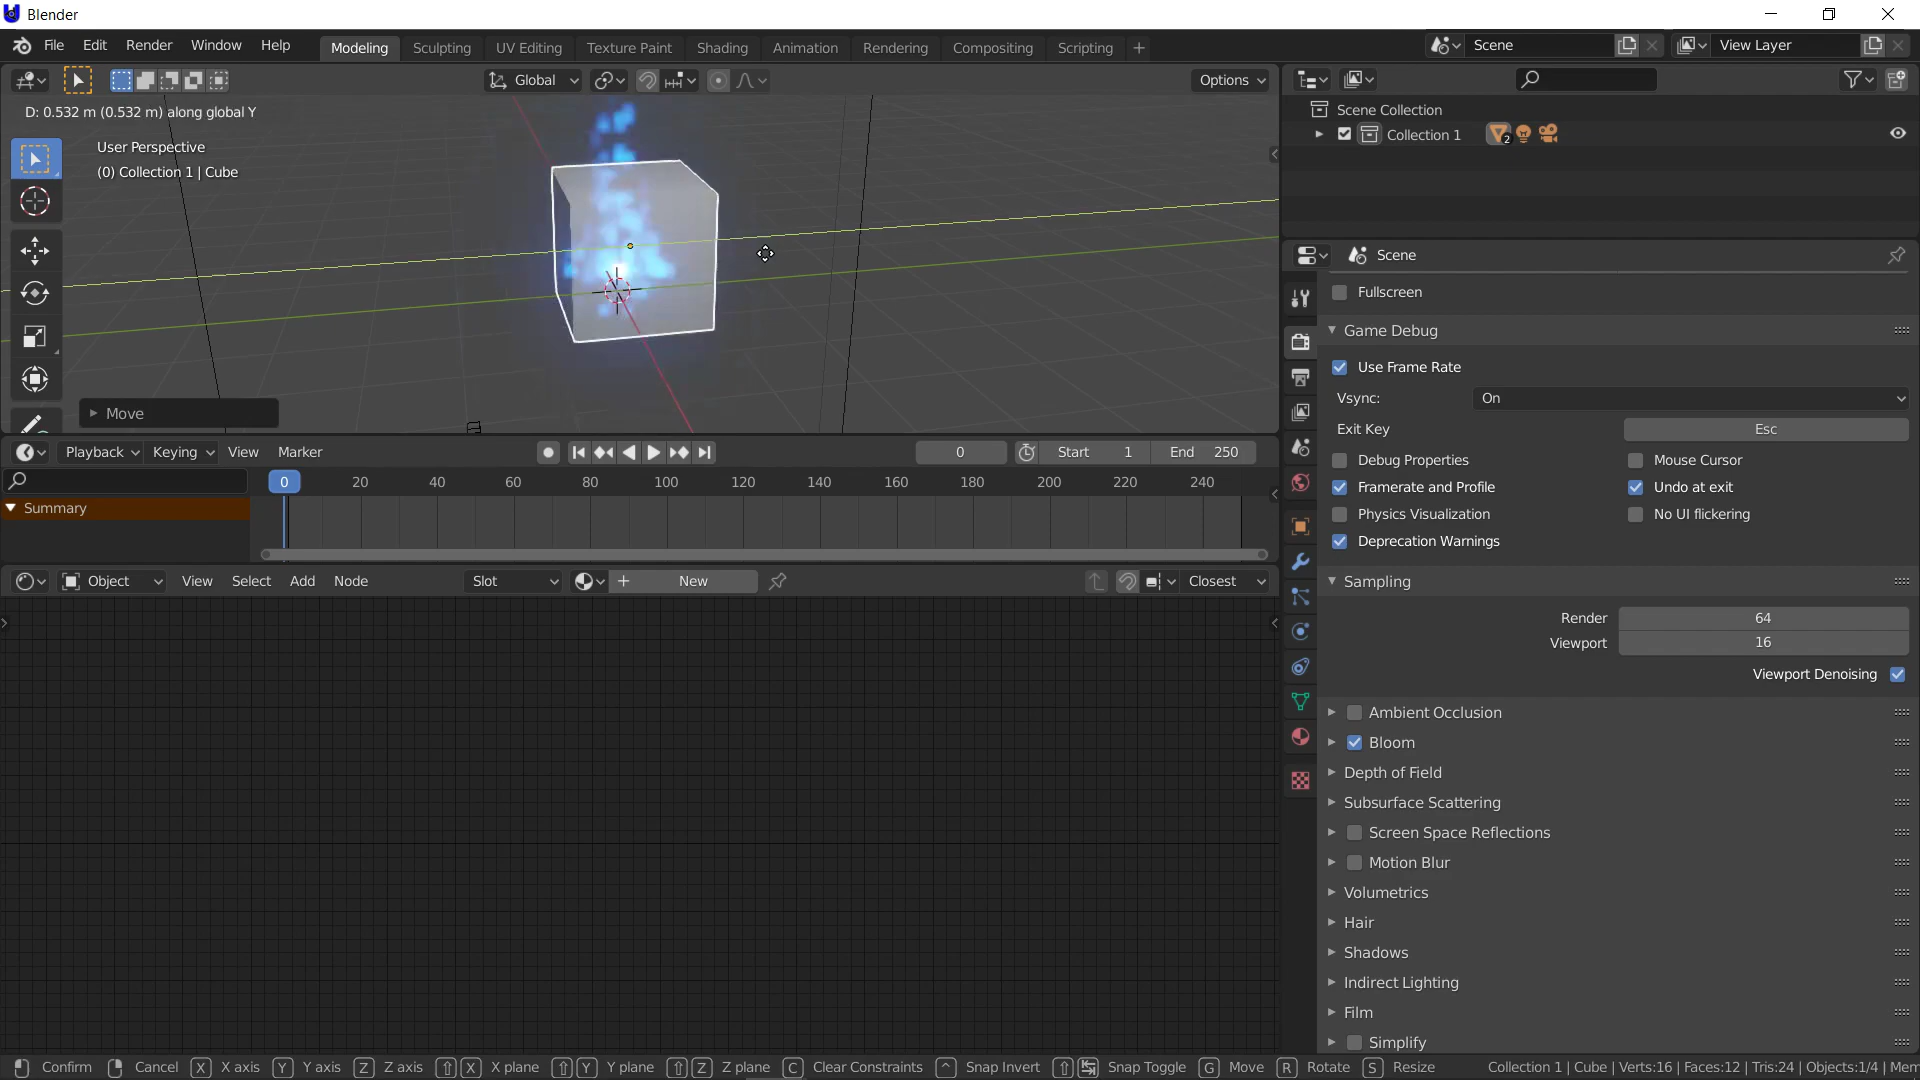 Blender
File Edit Render Window Help Modeling Sculpting UV Editing Texture Paint Shading Animation Rendering Compositing Scripting + Scene View Layer
Global Options
D: 0.532 m (0.532 m) along global Y
Scene Collection
Collection 1 2
User Perspective
(0) Collection 1 | Cube
Scene
Fullscreen
Game Debug
Use Frame Rate
Vsync: On
Exit Key Esc
Debug Properties Mouse Cursor
Framerate and Profile Undo at exit
Physics Visualization No UI flickering
Deprecation Warnings
Move
Playback Keying View Marker 0 Start 1 End 250
0 20 40 60 80 100 120 140 160 180 200 220 240
Summary
Object View Select Add Node Slot + New Closest
Sampling
Render 64
Viewport 16
Viewport Denoising
Ambient Occlusion
Bloom
Depth of Field
Subsurface Scattering
Screen Space Reflections
Motion Blur
Volumetrics
Hair
Shadows
Indirect Lighting
Film
Simplify
Confirm Cancel X X axis Y Y axis Z Z axis X X plane Y Y plane Z Z plane C Clear Constraints ^ Snap Invert Snap Toggle G Move R Rotate S Resize Collection 1 | Cube | Verts:16 | Faces:12 | Tris:24 | Objects:1/4 | Mem